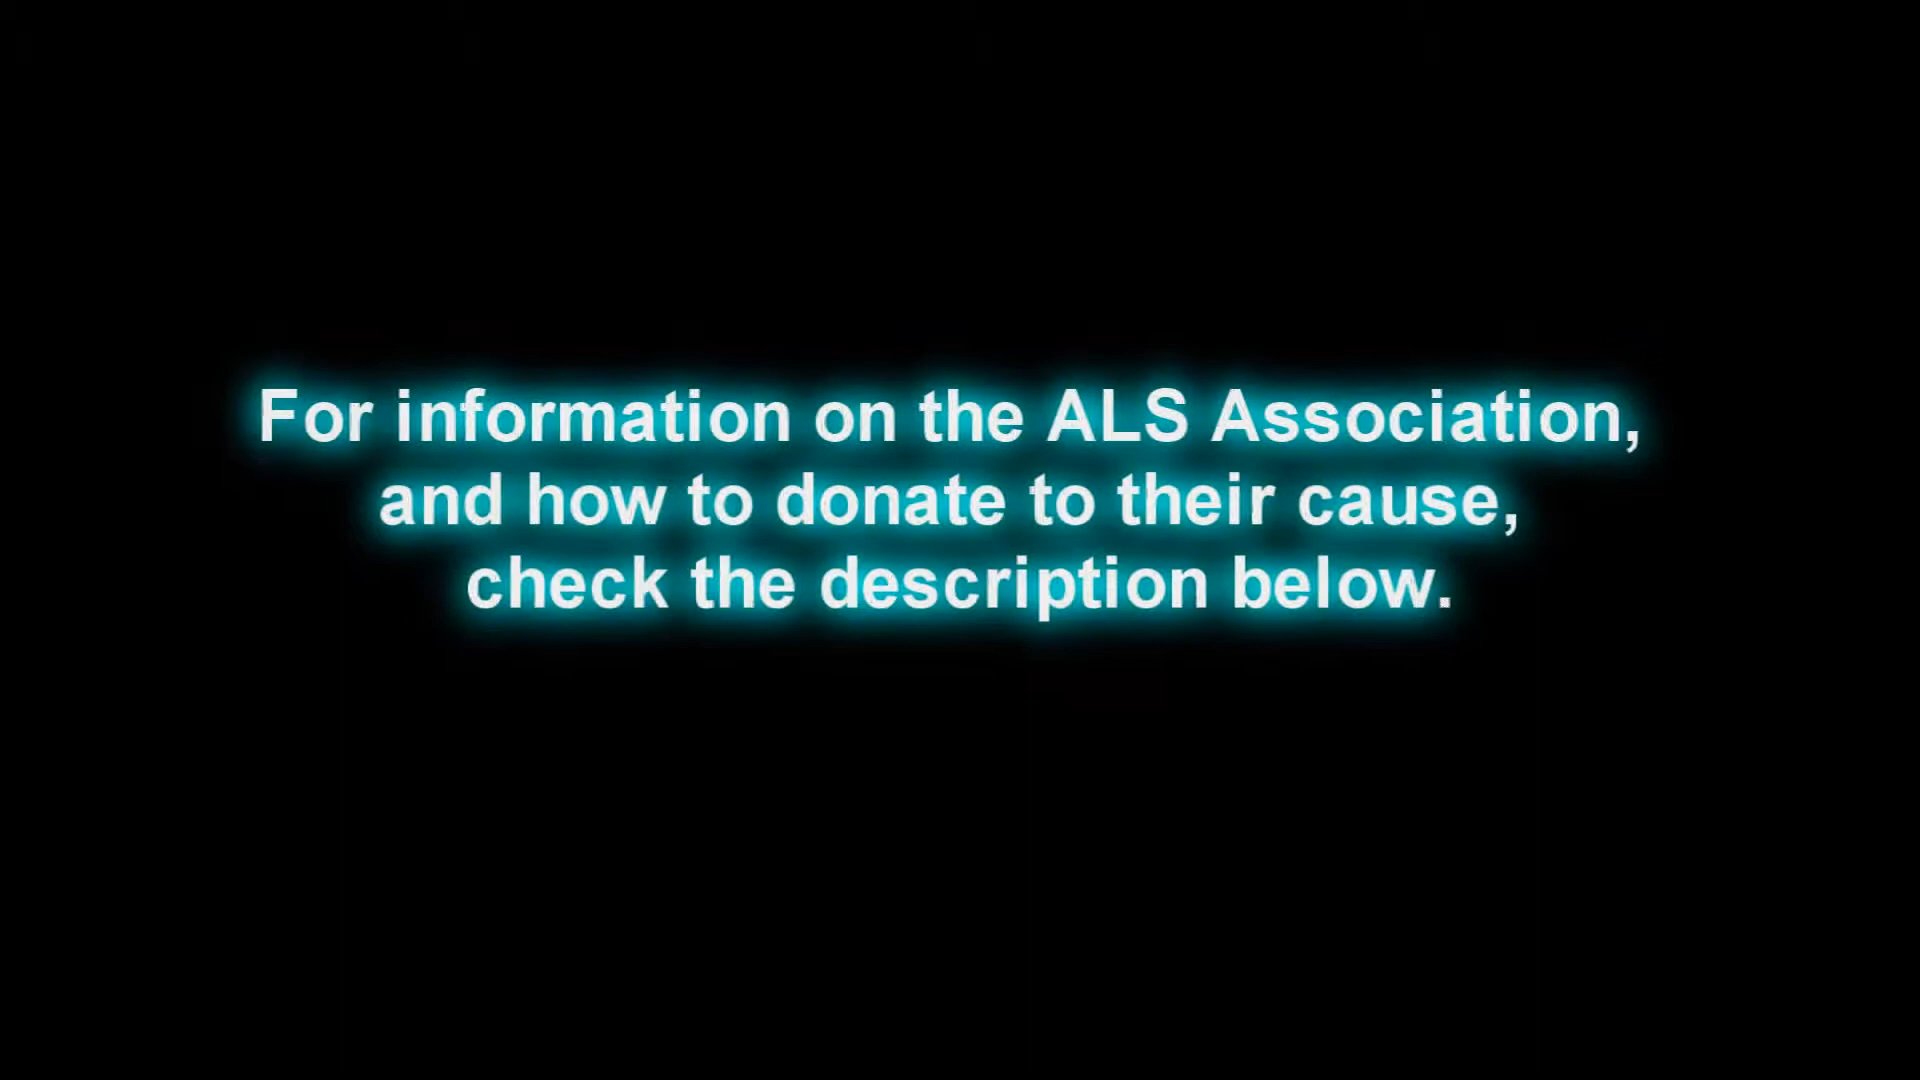 For information on the ALS Association,
and how to donate to their cause,
check the description below.